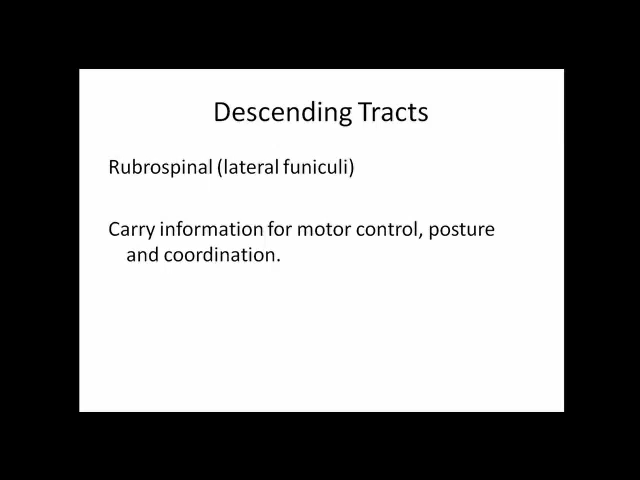 Descending Tracts
Rubrospinal (lateral funiculi)
Carry information for motor control, posture
and coordination.